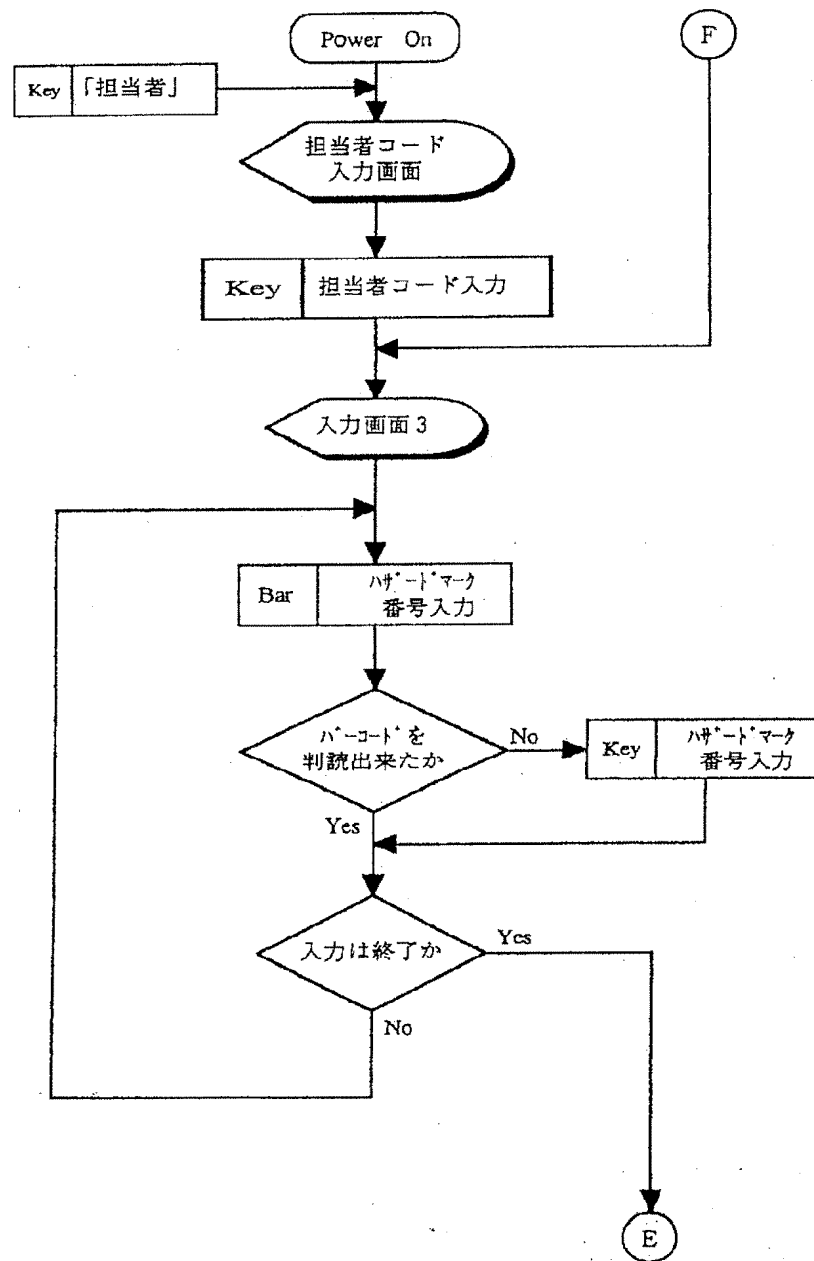 Power On
F
Key 「担当者」
担当者コード
入力画面
Key 担当者コード入力
入力画面3
Bar ﾊｻﾞｰﾄﾞﾏｰｸ
番号入力
ﾊﾞｰｺｰﾄﾞを
判読出来たか
No
Key ﾊｻﾞｰﾄﾞﾏｰｸ
番号入力
Yes
入力は終了か
Yes
No
E